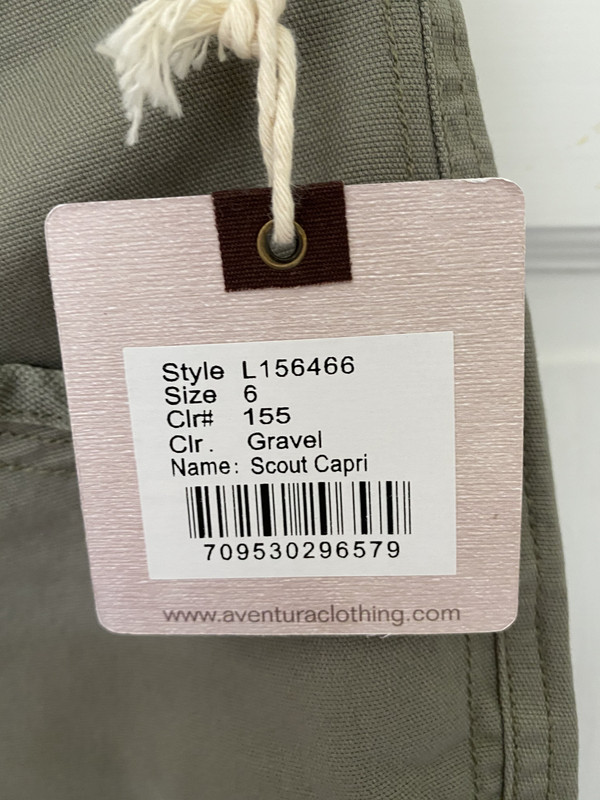 Style L156466
Size 6
Clr# 155
Clr. Gravel
Name: Scout Capri
709530296579
www.aventuraclothing.com